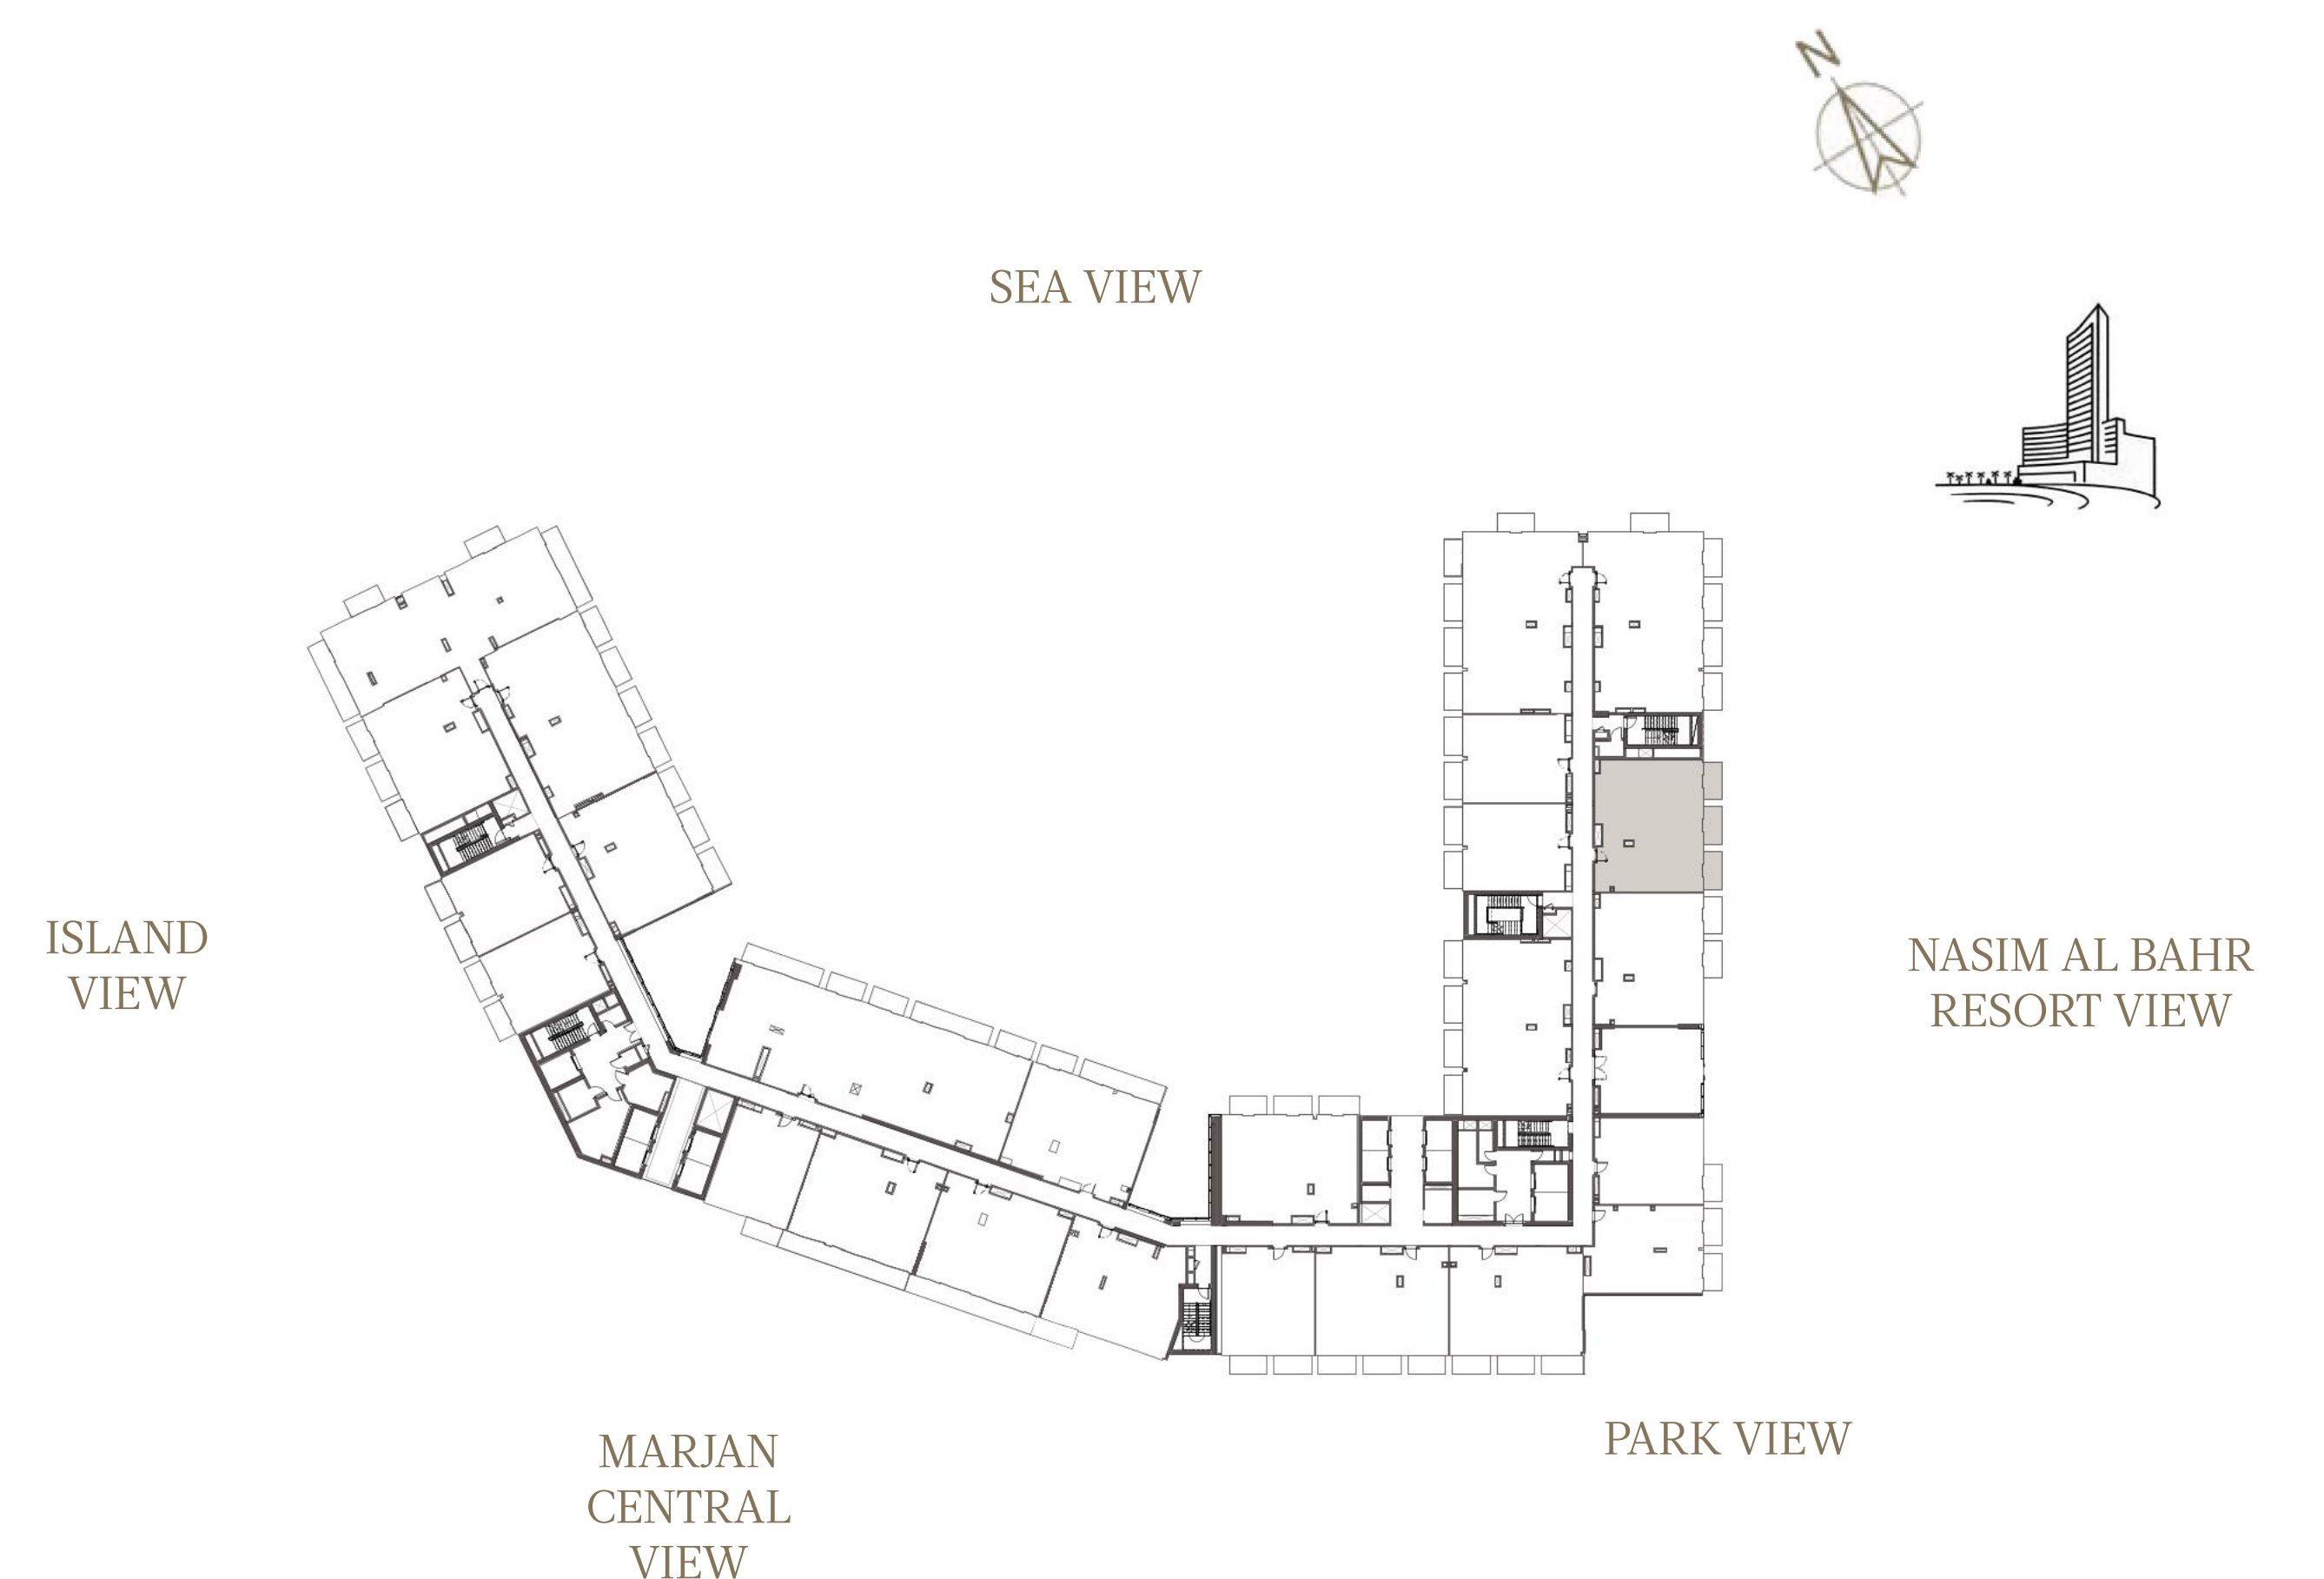 N
SEA VIEW
ISLAND
VIEW
NASIM AL BAHR
RESORT VIEW
PARK VIEW
MARJAN
CENTRAL
VIEW